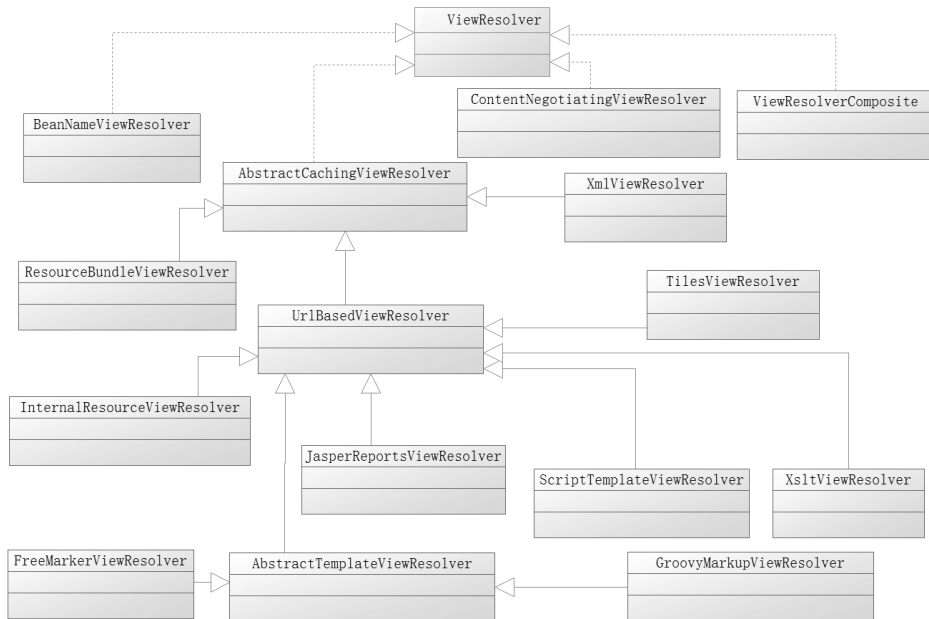 ViewResolver
ContentNegotiatingViewResolver
ViewResolverComposite
BeanNameViewResolver
AbstractCachingViewResolver
XmlViewResolver
ResourceBundleViewResolver
TilesViewResolver
UrlBasedViewResolver
InternalResourceViewResolver
JasperReportsViewResolver
ScriptTemplateViewResolver
XsltViewResolver
FreeMarkerViewResolver
AbstractTemplateViewResolver
GroovyMarkupViewResolver